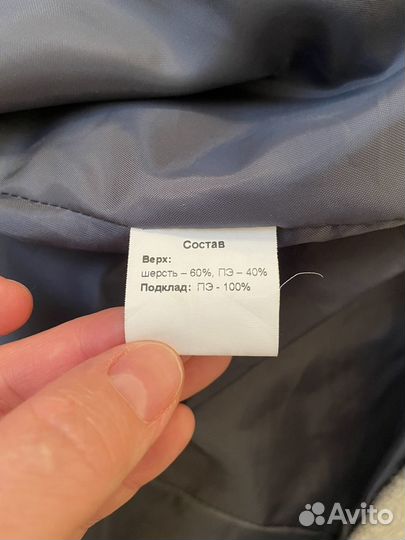 Состав
Верх:
шерсть – 60%, ПЭ – 40%
Подклад: ПЭ - 100%
Avito